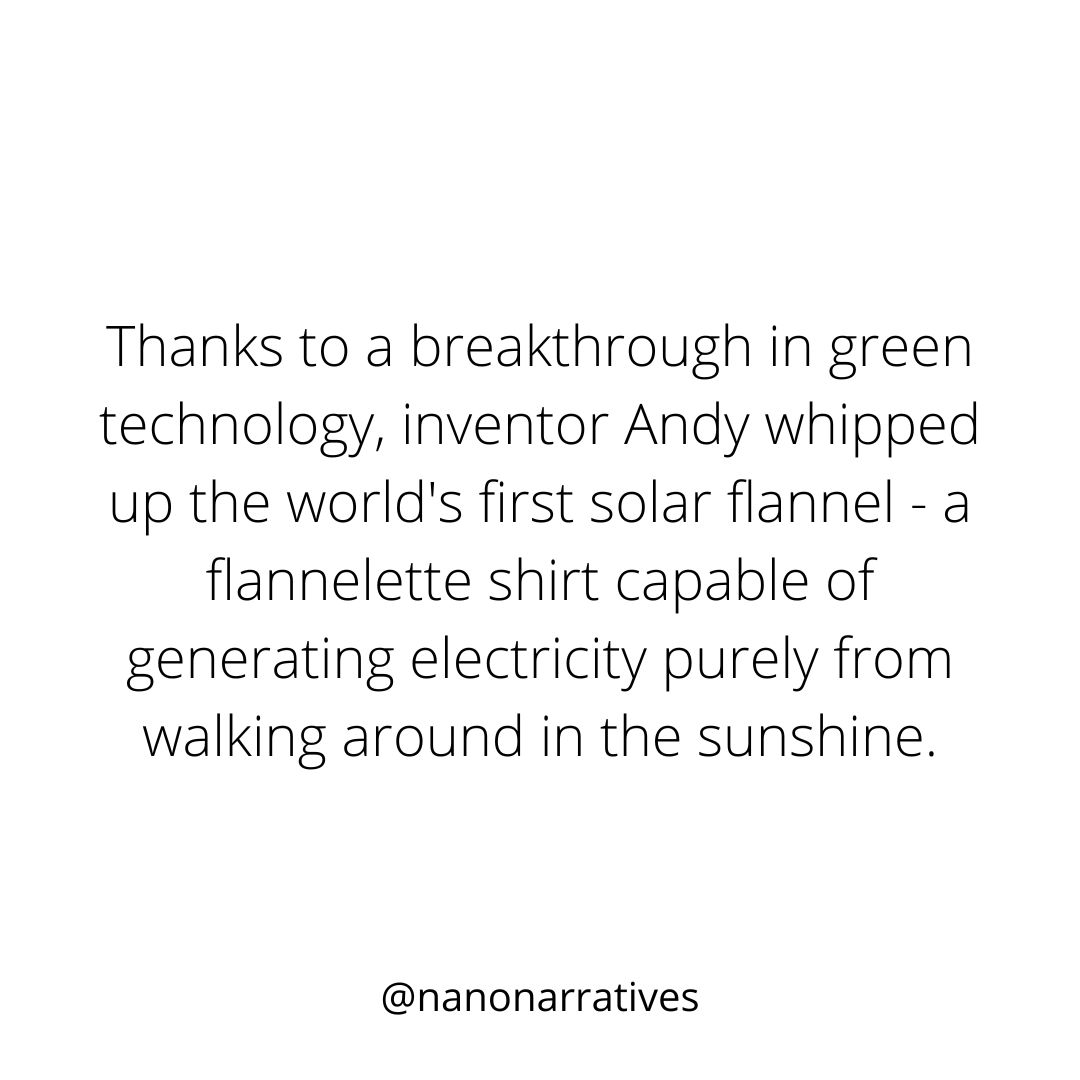 Thanks to a breakthrough in green
technology, inventor Andy whipped
up the world's first solar flannel - a
flannelette shirt capable of
generating electricity purely from
walking around in the sunshine.
@nanonarratives